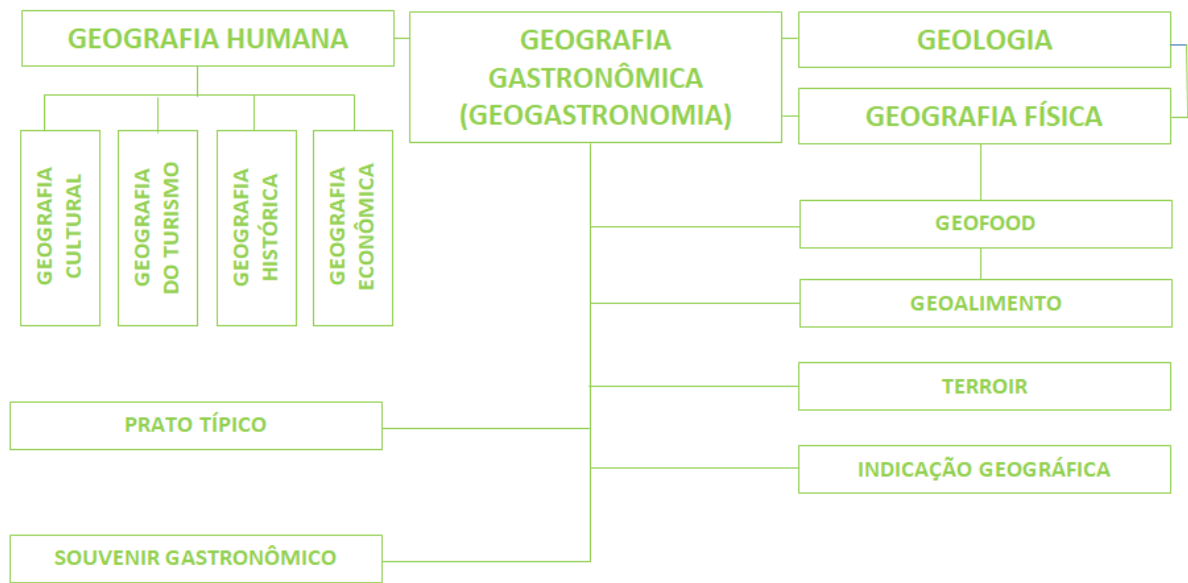 GEOGRAFIA HUMANA
GEOGRAFIA
GASTRONÔMICA
(GEOGASTRONOMIA)
GEOLOGIA
GEOGRAFIA FÍSICA
GEOGRAFIA
CULTURAL
GEOGRAFIA
DO TURISMO
GEOGRAFIA
HISTÓRICA
GEOGRAFIA
ECONÔMICA
GEOFOOD
GEOALIMENTO
TERROIR
PRATO TÍPICO
INDICAÇÃO GEOGRÁFICA
SOUVENIR GASTRONÔMICO